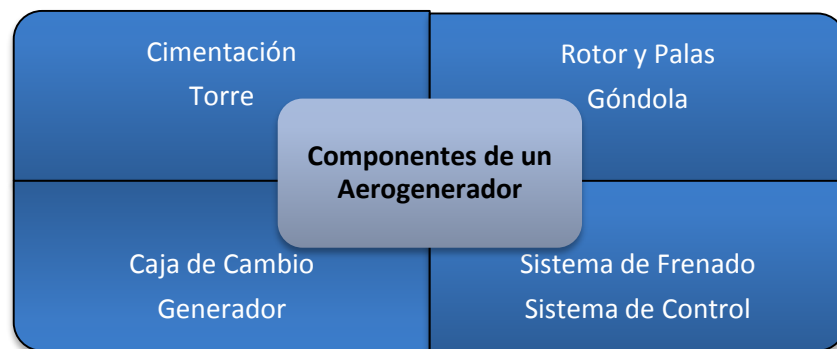 Cimentación
Torre
Rotor y Palas
Góndola
Componentes de un
Aerogenerador
Caja de Cambio
Generador
Sistema de Frenado
Sistema de Control